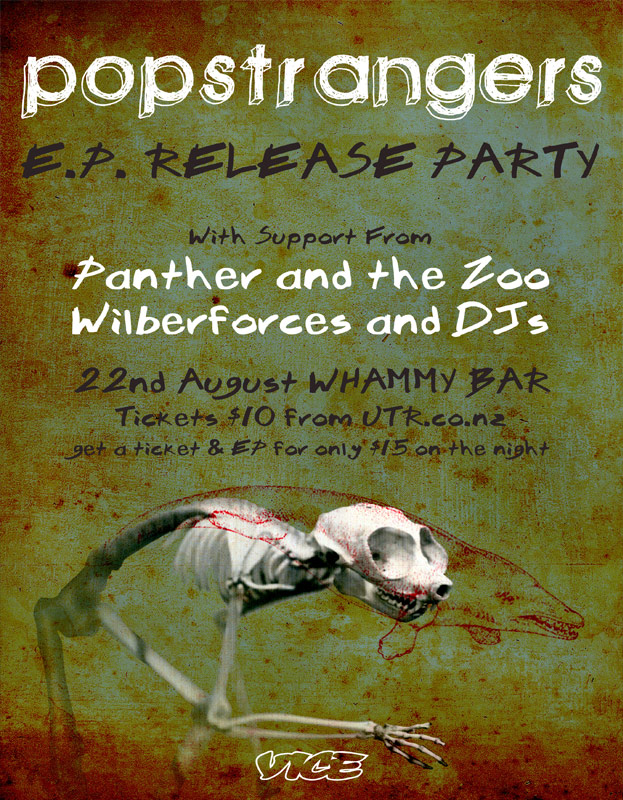 popstrangers
E.P. RELEASE PARTY
With Support From
Panther and the Zoo
Wilberforces and DJs
22nd August WHAMMY BAR
Tickets $10 from UTR.co.nz
get a ticket & EP for only $15 on the night
VICE